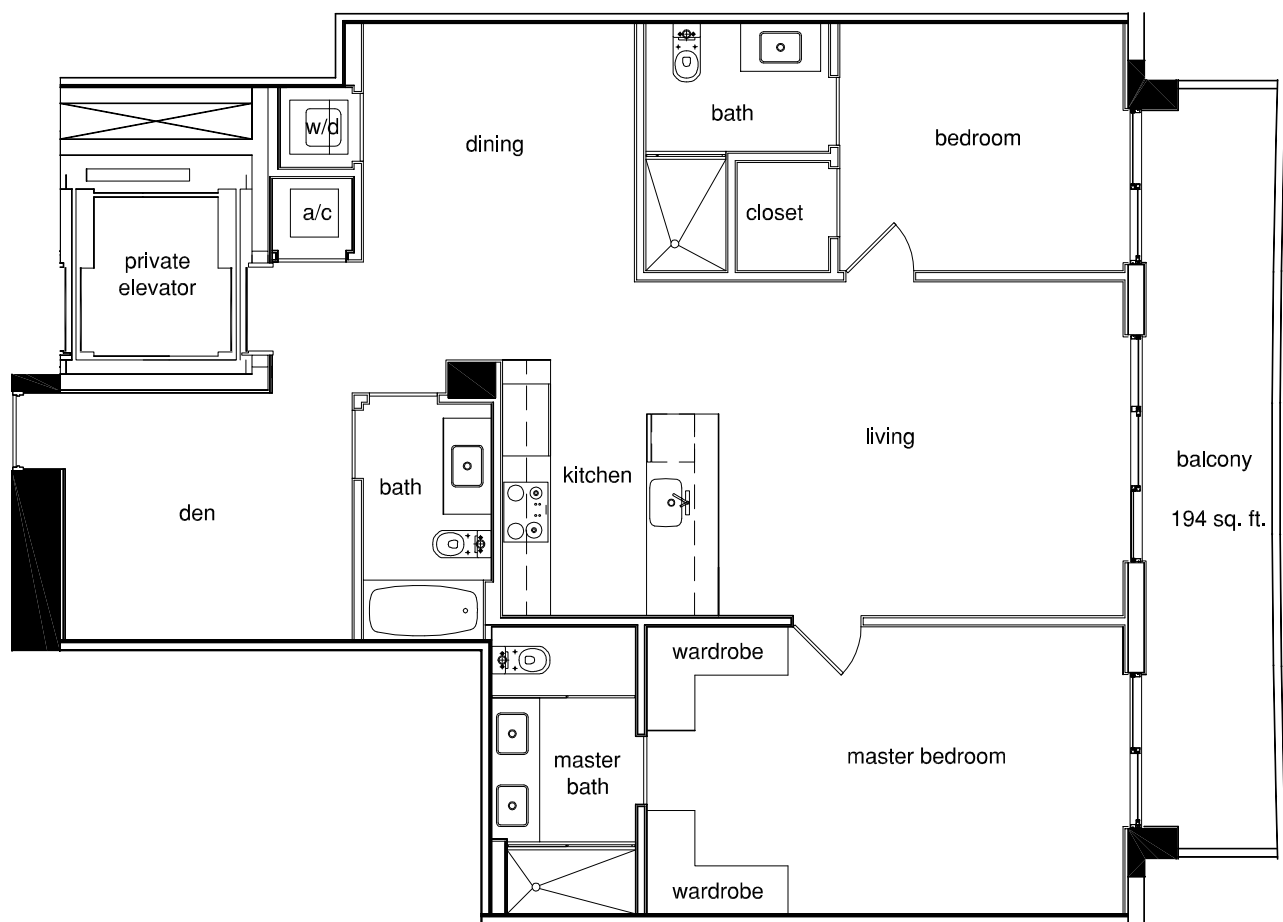 w/d
dining
bath
bedroom
a/c
closet
private
elevator
living
balcony
194 sq. ft.
kitchen
bath
den
wardrobe
master bedroom
master
bath
wardrobe